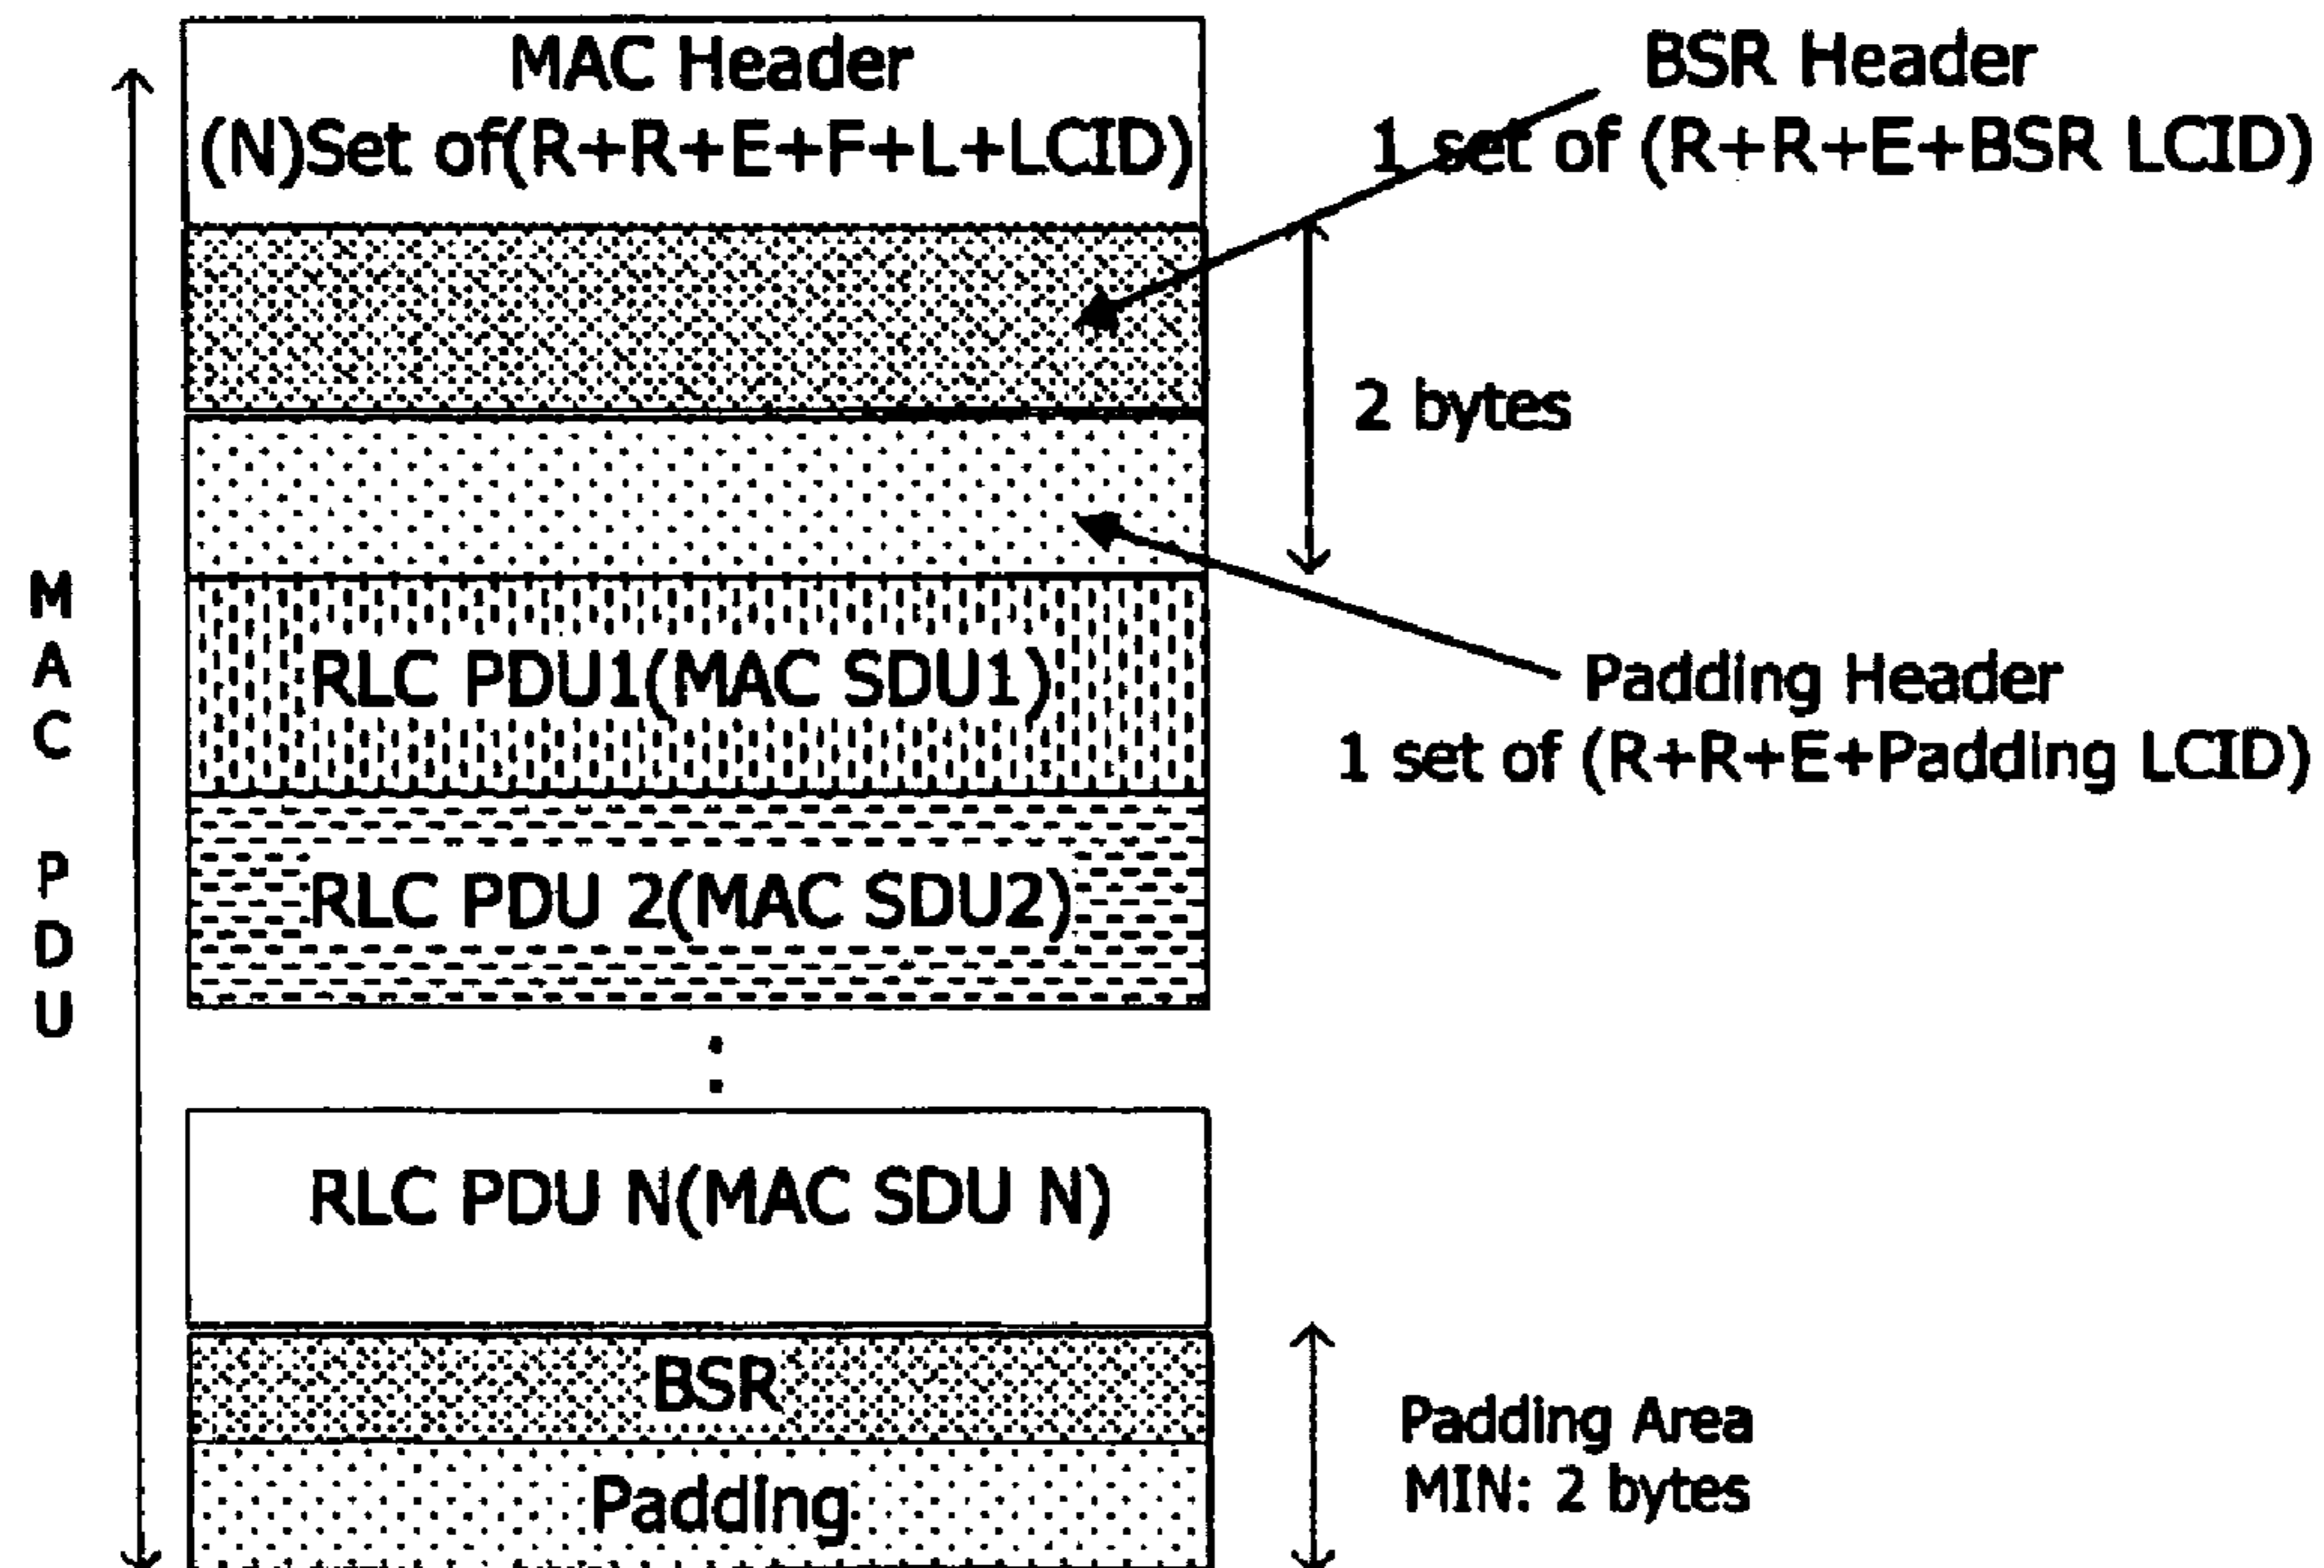 MAC Header
(N)Set of(R+R+E+F+L+LCID)
BSR Header
1 set of (R+R+E+BSR LCID)
2 bytes
MAC PDU
RLC PDU1(MAC SDU1)
Padding Header
1 set of (R+R+E+Padding LCID)
RLC PDU 2(MAC SDU2)
:
RLC PDU N(MAC SDU N)
BSR
Padding Area
MIN: 2 bytes
Padding